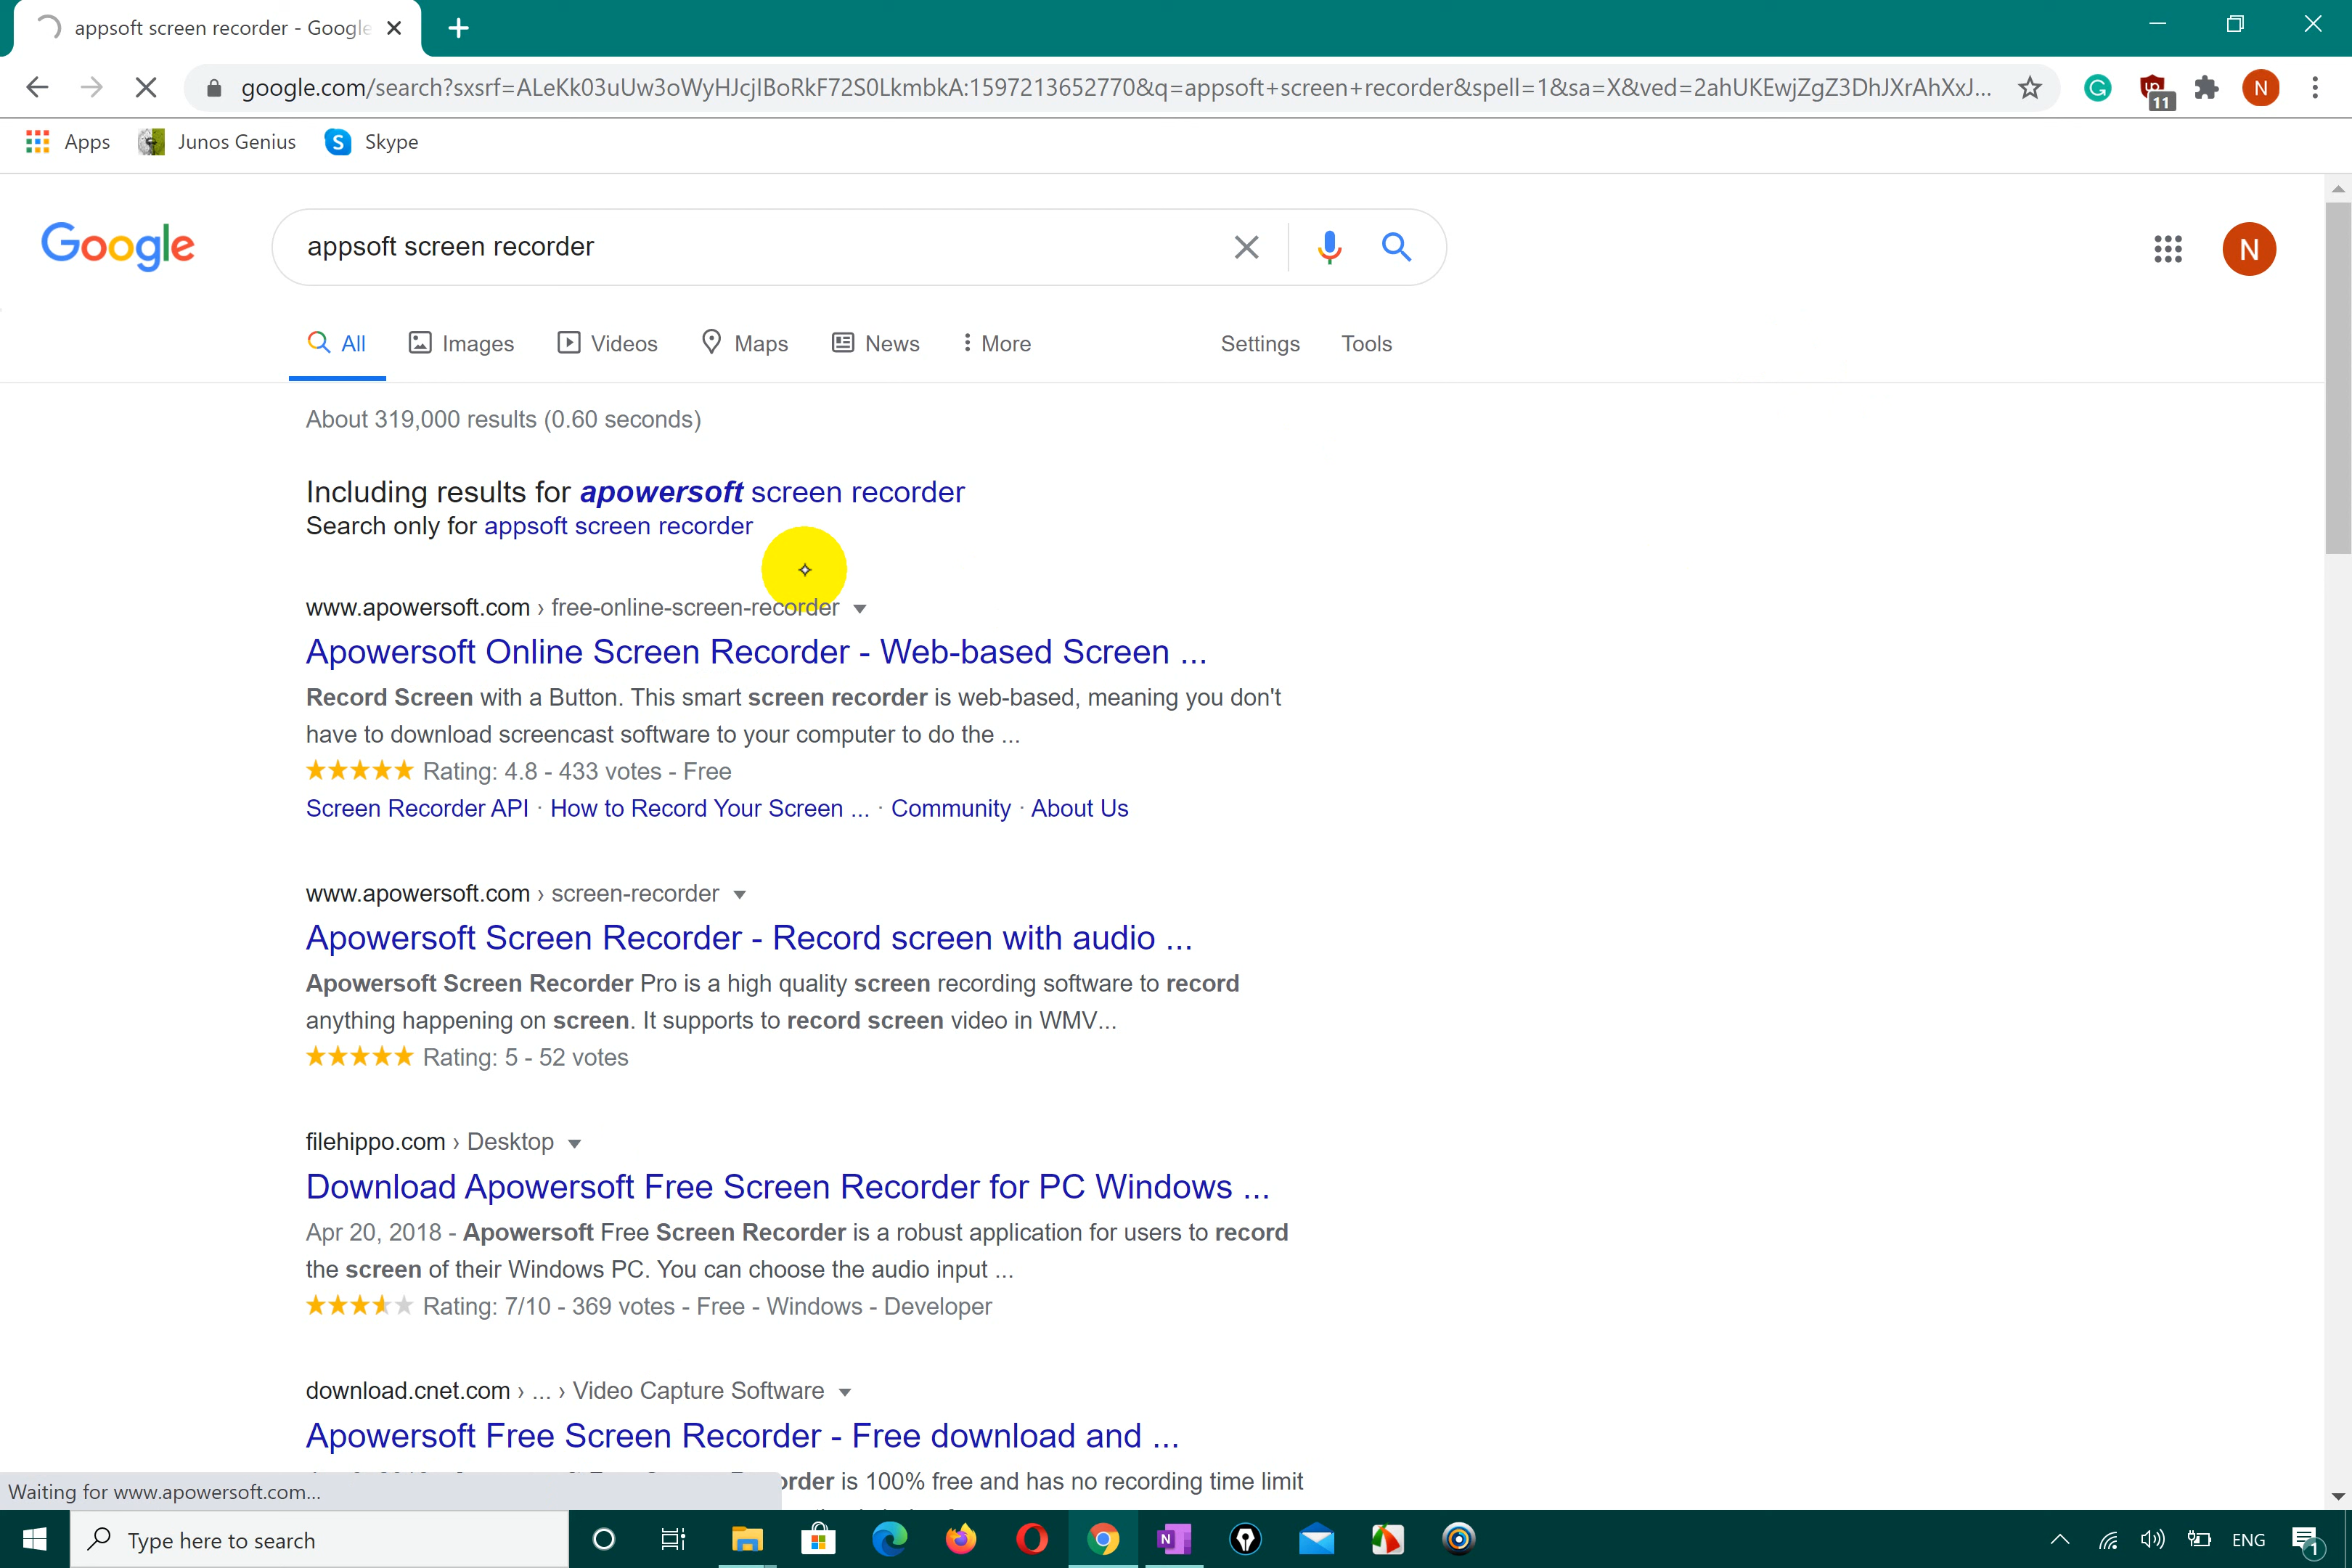 appsoft screen recorder - Google
google.com/search?sxsrf=ALeKk03uUw3oWyHJcjIBoRkF72S0LkmbkA:1597213652770&q=appsoft+screen+recorder&spell=1&sa=X&ved=2ahUKEwjZgZ3DhJXrAhXxJ...
11
N
Apps
Junos Genius
Skype
Google
appsoft screen recorder
N
All
Images
Videos
Maps
News
More
Settings
Tools
About 319,000 results (0.60 seconds)
Including results for apowersoft screen recorder
Search only for appsoft screen recorder
www.apowersoft.com › free-online-screen-recorder
Apowersoft Online Screen Recorder - Web-based Screen ...
Record Screen with a Button. This smart screen recorder is web-based, meaning you don't
have to download screencast software to your computer to do the ...
Rating: 4.8 - 433 votes - Free
Screen Recorder API · How to Record Your Screen ... · Community · About Us
www.apowersoft.com › screen-recorder
Apowersoft Screen Recorder - Record screen with audio ...
Apowersoft Screen Recorder Pro is a high quality screen recording software to record
anything happening on screen. It supports to record screen video in WMV...
Rating: 5 - 52 votes
filehippo.com › Desktop
Download Apowersoft Free Screen Recorder for PC Windows ...
Apr 20, 2018 - Apowersoft Free Screen Recorder is a robust application for users to record
the screen of their Windows PC. You can choose the audio input ...
Rating: 7/10 - 369 votes - Free - Windows - Developer
download.cnet.com › ... › Video Capture Software
Apowersoft Free Screen Recorder - Free download and ...
is 100% free and has no recording time limit
Waiting for www.apowersoft.com...
Type here to search
ENG
1